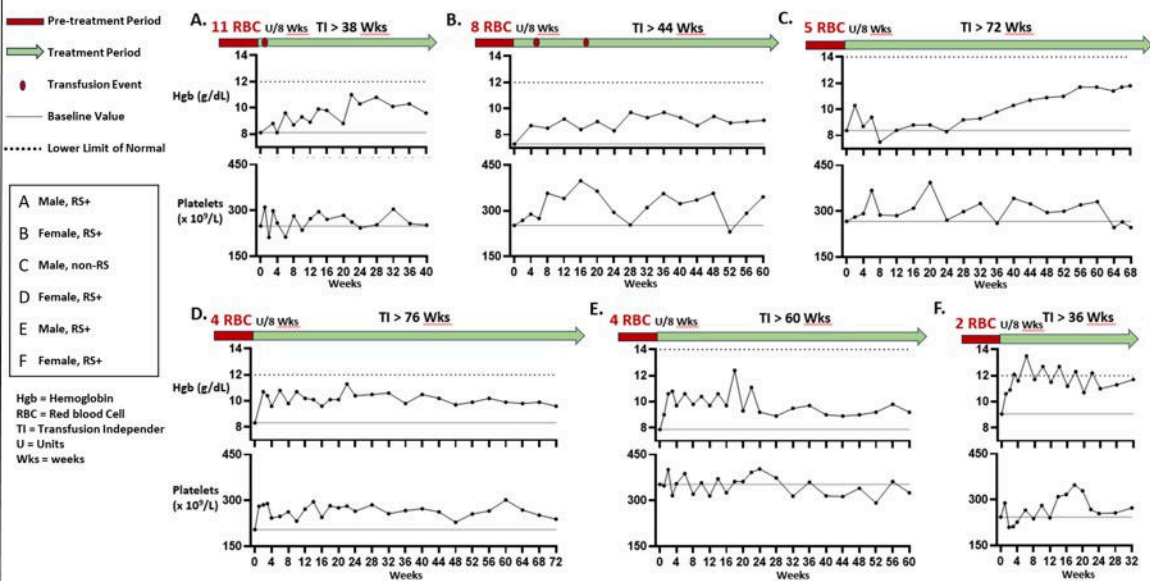 Pre-treatment Period
Treatment Period
Transfusion Event
Baseline Value
Lower Limit of Normal
A Male, RS+
B Female, RS+
C Male, non-RS
D Female, RS+
E Male, RS+
F Female, RS+
Hgb = Hemoglobin
RBC = Red blood Cell
TI = Transfusion Independer
U = Units
Wks = weeks
A.
11 RBC U/8 Wks TI > 38 Wks
14
12
10
8
Hgb (g/dL)
450
300
150
Platelets
(x 10⁹/L)
0 4 8 12 16 20 24 28 32 36 40
Weeks
B.
8 RBC U/8 Wks TI > 44 Wks
14
12
10
8
450
300
150
0 4 8 12 16 20 24 28 32 36 40 44 48 52 56 60
Weeks
C.
5 RBC U/8 Wks TI > 72 Wks
14
12
10
8
450
300
150
0 4 8 12 16 20 24 28 32 36 40 44 48 52 56 60 64 68
Weeks
D.
4 RBC U/8 Wks TI > 76 Wks
14
12
10
8
Hgb (g/dL)
450
300
150
Platelets
(x 10⁹/L)
0 4 8 12 16 20 24 28 32 36 40 44 48 52 56 60 64 68 72
Weeks
E.
4 RBC U/8 Wks TI > 60 Wks
14
12
10
8
450
300
150
0 4 8 12 16 20 24 28 32 36 40 44 48 52 56 60
Weeks
F.
2 RBC U/8 Wks TI > 36 Wks
14
12
10
8
450
300
150
0 4 8 12 16 20 24 28 32
Weeks